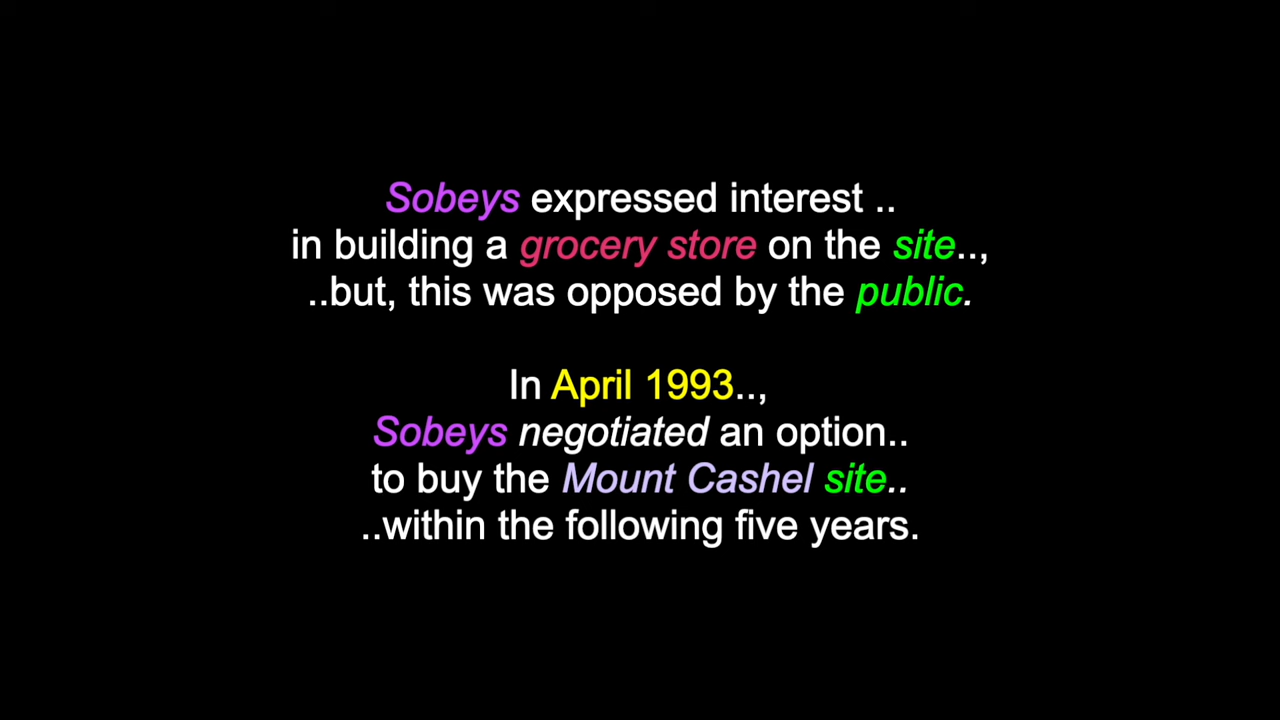 Sobeys expressed interest ..
in building a grocery store on the site..,
..but, this was opposed by the public.
In April 1993..,
Sobeys negotiated an option..
to buy the Mount Cashel site..
..within the following five years.